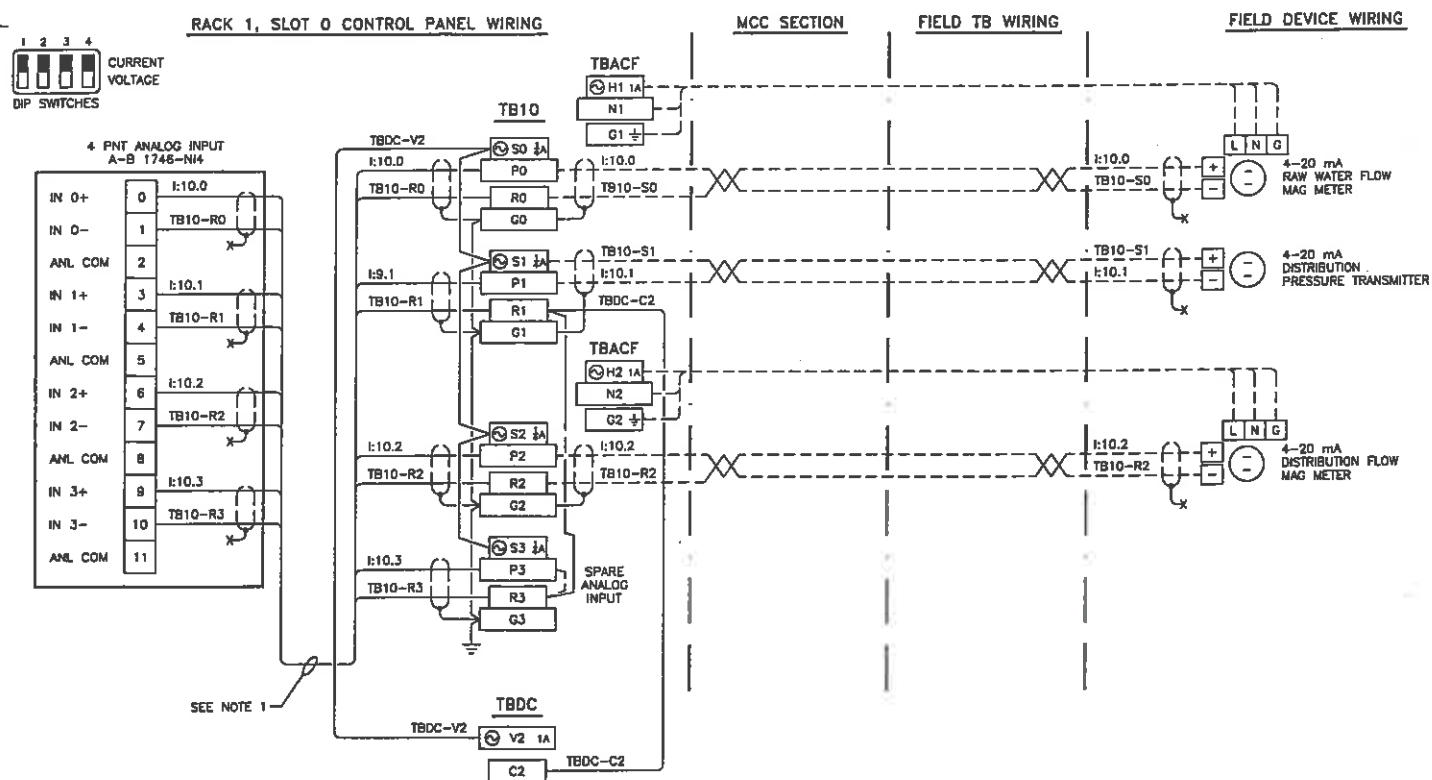 RACK 1, SLOT 0 CONTROL PANEL WIRING
MCC SECTION
FIELD TB WIRING
FIELD DEVICE WIRING
1 2 3 4
CURRENT
VOLTAGE
DIP SWITCHES
4 PNT ANALOG INPUT
A-B 1746-NI4
IN 0+ 0 I:10.0
IN 0- 1 TB10-R0
ANL COM 2
IN 1+ 3 I:10.1
IN 1- 4 TB10-R1
ANL COM 5
IN 2+ 6 I:10.2
IN 2- 7 TB10-R2
ANL COM 8
IN 3+ 9 I:10.3
IN 3- 10 TB10-R3
ANL COM 11
SEE NOTE 1
TB10
TBDC-V2 S0 ½A
I:10.0 P0 I:10.0
TB10-R0 R0 TB10-S0
G0
S1 ½A TB10-S1
I:9.1 P1 I:10.1
TB10-R1 R1 TBDC-C2
G1
S2 ½A
I:10.2 P2 I:10.2
TB10-R2 R2 TB10-R2
G2
S3 ½A
I:10.3 P3
TB10-R3 R3
G3
SPARE
ANALOG
INPUT
TBDC
TBDC-V2 V2 1A
C2 TBDC-C2
TBACF
H1 1A
N1
G1
TBACF
H2 1A
N2
G2
L N G
I:10.0 +
TB10-S0 -
4-20 mA
RAW WATER FLOW
MAG METER
TB10-S1 +
I:10.1 -
4-20 mA
DISTRIBUTION
PRESSURE TRANSMITTER
L N G
I:10.2 +
TB10-R2 -
4-20 mA
DISTRIBUTION FLOW
MAG METER